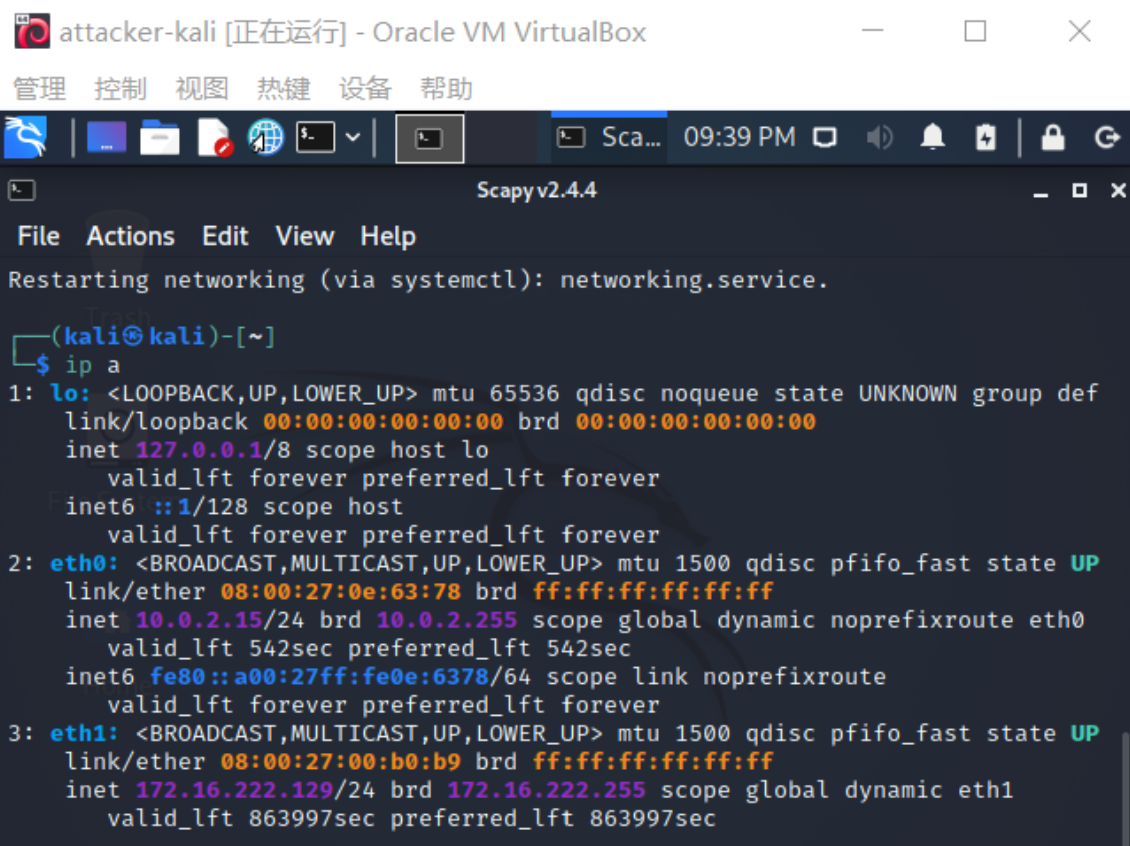 attacker-kali [正在运行] - Oracle VM VirtualBox
管理 控制 视图 热键 设备 帮助
Sca... 09:39 PM
Scapy v2.4.4
File Actions Edit View Help
Restarting networking (via systemctl): networking.service.
Trash
┌──(kali㉿kali)-[~]
└─$ ip a
1: lo: <LOOPBACK,UP,LOWER_UP> mtu 65536 qdisc noqueue state UNKNOWN group def
link/loopback 00:00:00:00:00:00 brd 00:00:00:00:00:00
inet 127.0.0.1/8 scope host lo
valid_lft forever preferred_lft forever
inet6 ::1/128 scope host
valid_lft forever preferred_lft forever
2: eth0: <BROADCAST,MULTICAST,UP,LOWER_UP> mtu 1500 qdisc pfifo_fast state UP
link/ether 08:00:27:0e:63:78 brd ff:ff:ff:ff:ff:ff
inet 10.0.2.15/24 brd 10.0.2.255 scope global dynamic noprefixroute eth0
valid_lft 542sec preferred_lft 542sec
inet6 fe80::a00:27ff:fe0e:6378/64 scope link noprefixroute
valid_lft forever preferred_lft forever
3: eth1: <BROADCAST,MULTICAST,UP,LOWER_UP> mtu 1500 qdisc pfifo_fast state UP
link/ether 08:00:27:00:b0:b9 brd ff:ff:ff:ff:ff:ff
inet 172.16.222.129/24 brd 172.16.222.255 scope global dynamic eth1
valid_lft 863997sec preferred_lft 863997sec